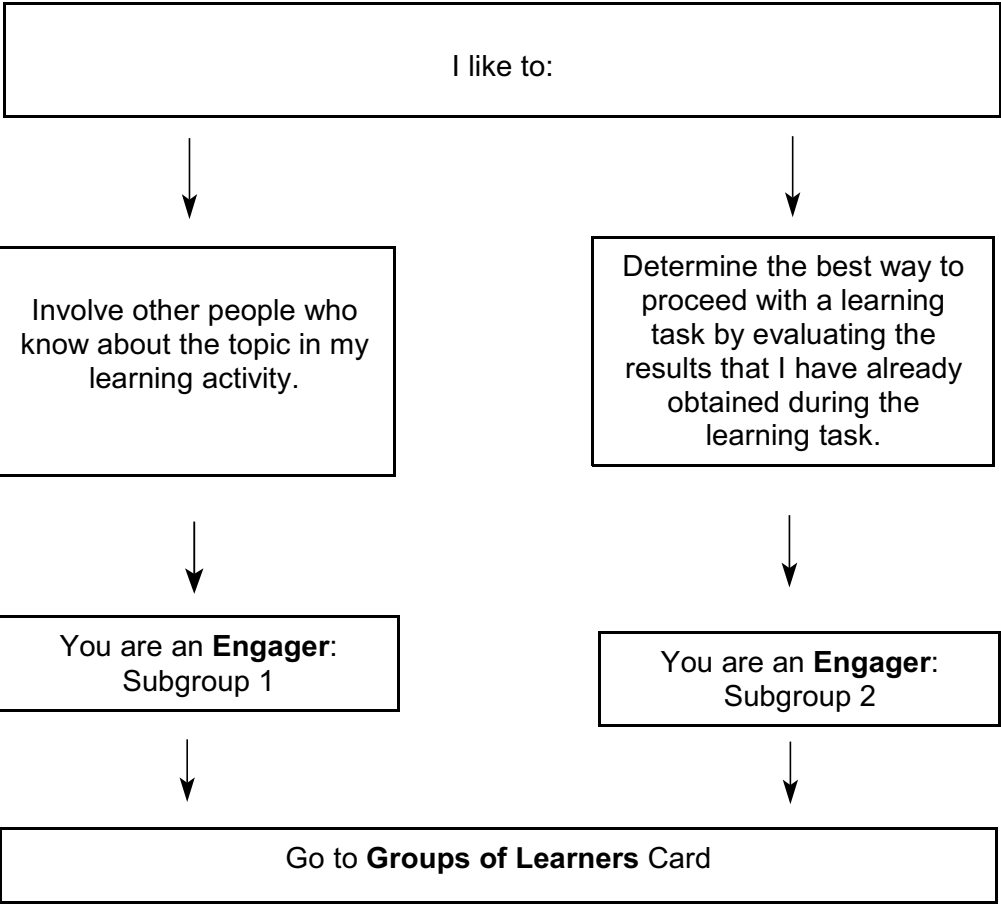 I like to:
Involve other people who
know about the topic in my
learning activity.
Determine the best way to
proceed with a learning
task by evaluating the
results that I have already
obtained during the
learning task.
You are an Engager:
Subgroup 1
You are an Engager:
Subgroup 2
Go to Groups of Learners Card